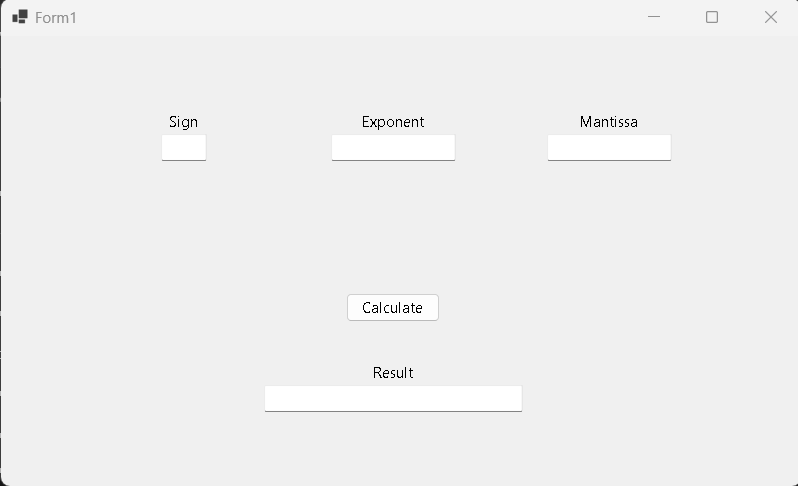 Form1
Sign Exponent Mantissa
Calculate
Result